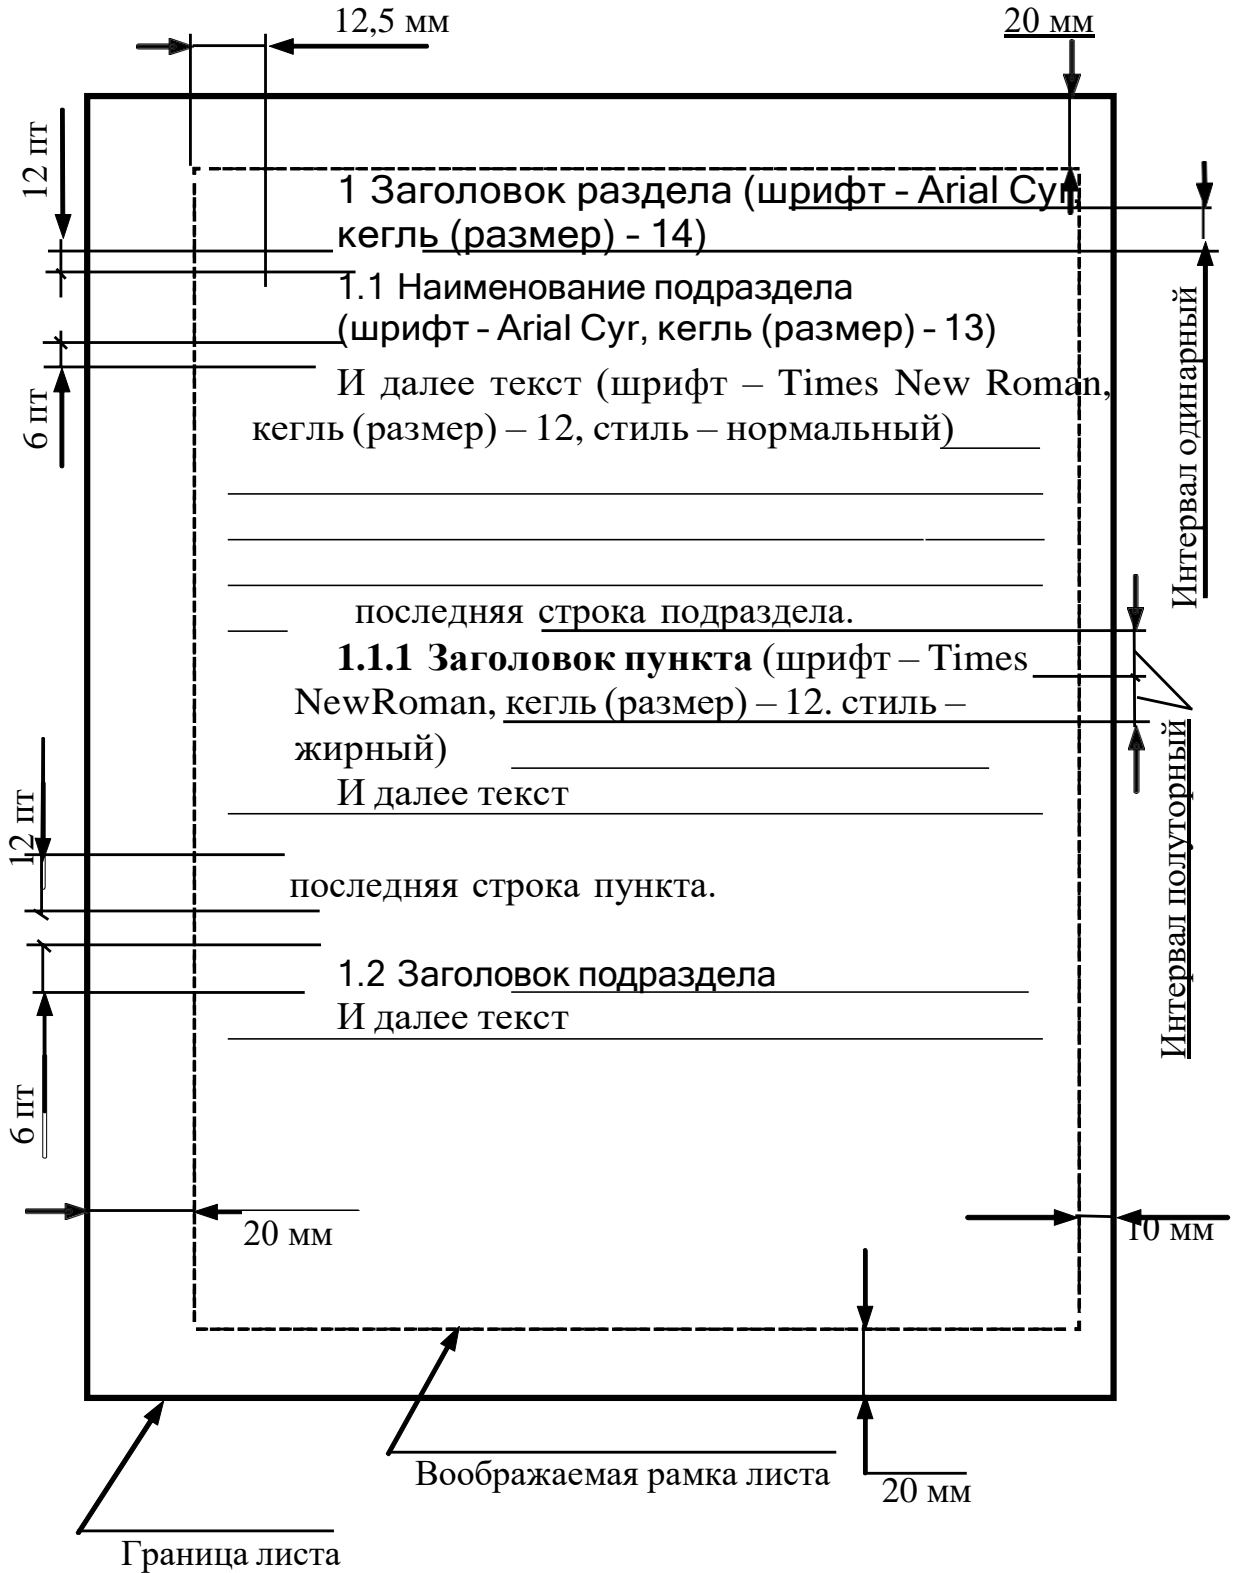 12,5 мм
20 мм
12 пт
1 Заголовок раздела (шрифт – Arial Cyr,
кегль (размер) – 14)
1.1 Наименование подраздела
(шрифт – Arial Cyr, кегль (размер) – 13)
6 пт
И далее текст (шрифт – Times New Roman,
кегль (размер) – 12, стиль – нормальный)
Интервал одинарный
последняя строка подраздела.
1.1.1 Заголовок пункта (шрифт – Times
NewRoman, кегль (размер) – 12. стиль –
жирный)
И далее текст
Интервал полуторный
12 пт
последняя строка пункта.
1.2 Заголовок подраздела
И далее текст
6 пт
20 мм
10 мм
Воображаемая рамка листа
20 мм
Граница листа